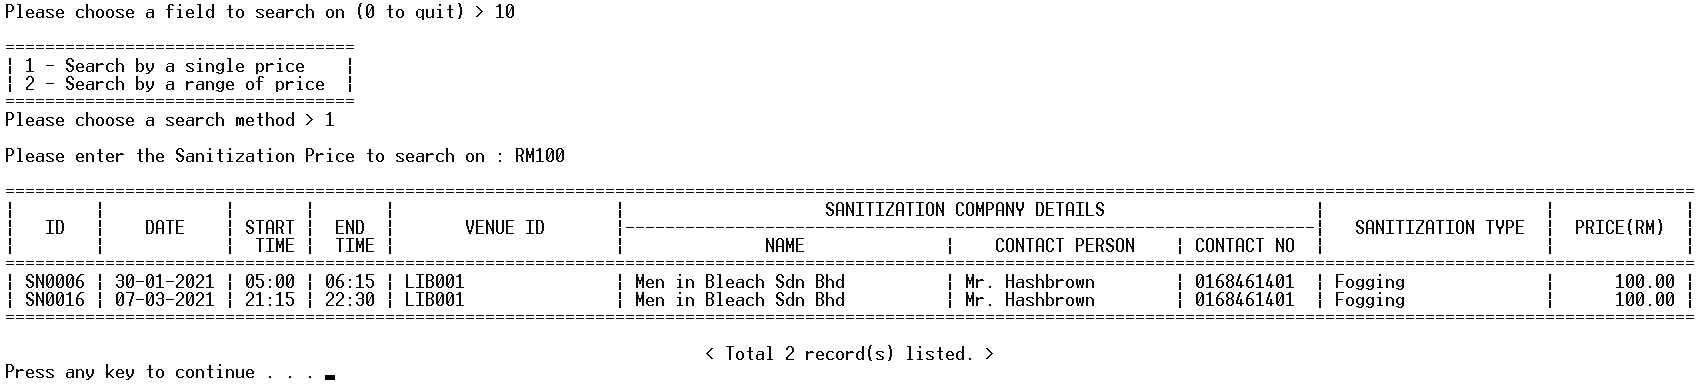 Please choose a field to search on (0 to quit) > 10
===================================
¦ 1 - Search by a single price    ¦
¦ 2 - Search by a range of price  ¦
===================================
Please choose a search method > 1
Please enter the Sanitization Price to search on : RM100
=========================================================================================================================================================================
¦         ¦            ¦       ¦       ¦                      ¦                    SANITIZATION COMPANY DETAILS                     ¦                      ¦             ¦
¦   ID    ¦    DATE    ¦ START ¦  END  ¦       VENUE ID       ¦---------------------------------------------------------------------¦   SANITIZATION TYPE  ¦  PRICE(RM)  ¦
¦         ¦            ¦  TIME ¦  TIME ¦                      ¦              NAME              ¦    CONTACT PERSON    ¦ CONTACT NO  ¦                      ¦             ¦
=========================================================================================================================================================================
¦ SN0006 ¦ 30-01-2021 ¦ 05:00 ¦ 06:15 ¦ LIB001               ¦ Men in Bleach Sdn Bhd          ¦ Mr. Hashbrown        ¦ 0168461401  ¦ Fogging              ¦      100.00 ¦
¦ SN0016 ¦ 07-03-2021 ¦ 21:15 ¦ 22:30 ¦ LIB001               ¦ Men in Bleach Sdn Bhd          ¦ Mr. Hashbrown        ¦ 0168461401  ¦ Fogging              ¦      100.00 ¦
=========================================================================================================================================================================
< Total 2 record(s) listed. >
Press any key to continue . . .